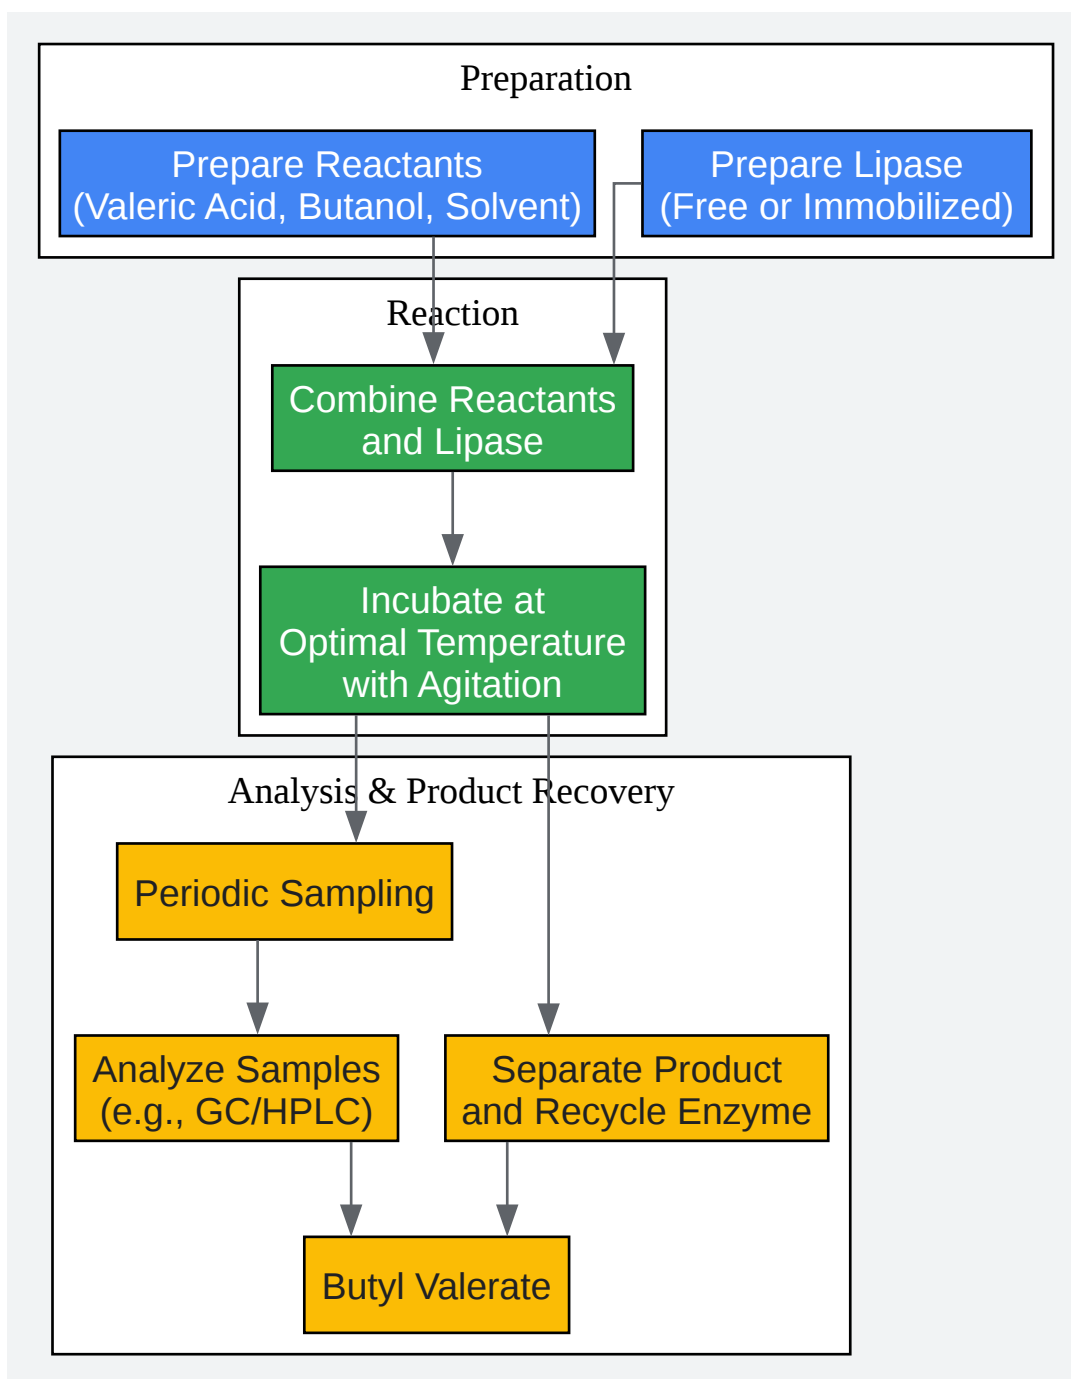 Preparation
Prepare Reactants
(Valeric Acid, Butanol, Solvent)
Prepare Lipase
(Free or Immobilized)
Reaction
Combine Reactants
and Lipase
Incubate at
Optimal Temperature
with Agitation
Analysis & Product Recovery
Periodic Sampling
Analyze Samples
(e.g., GC/HPLC)
Separate Product
and Recycle Enzyme
Butyl Valerate